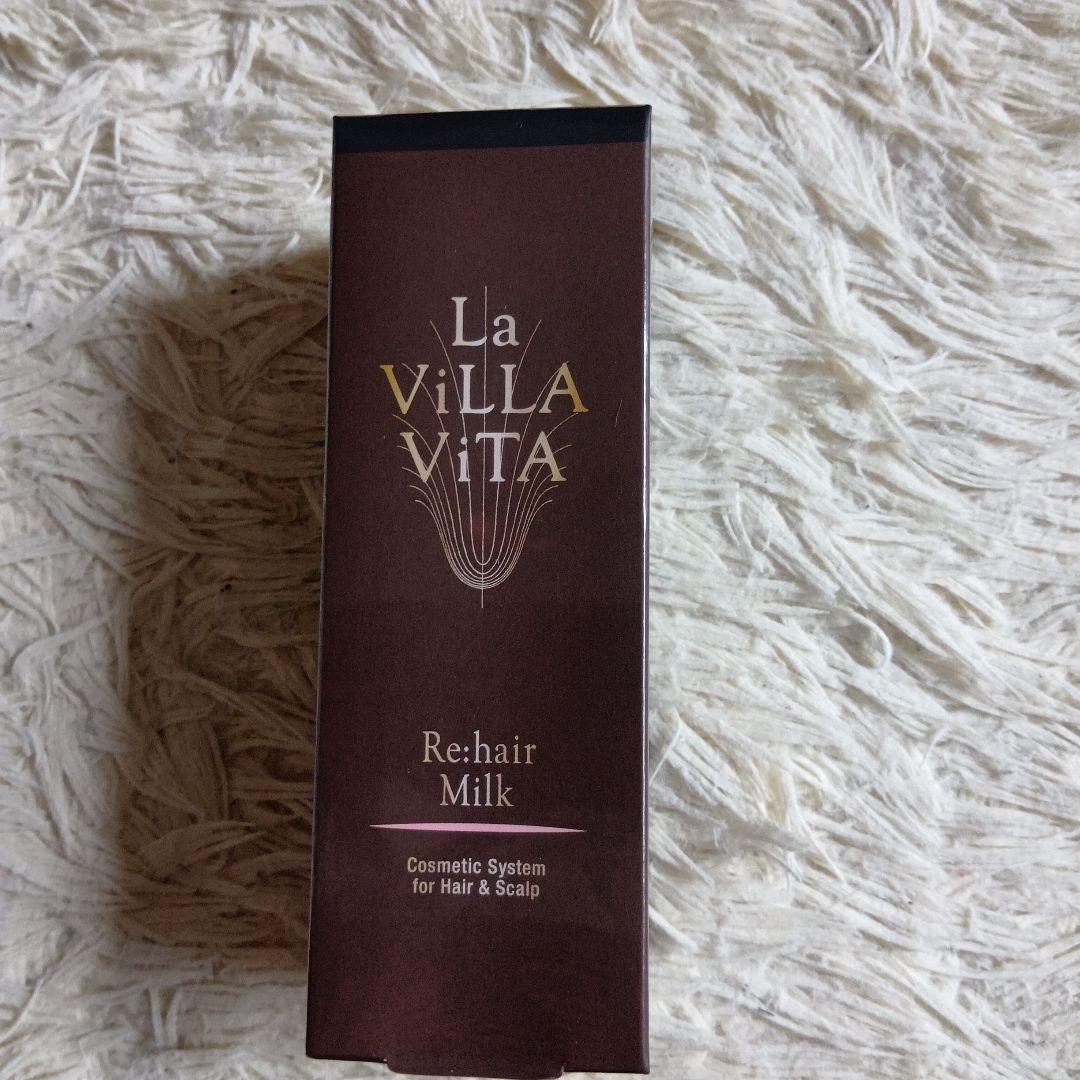 La
ViLLA
ViTA
Re:hair
Milk
Cosmetic System
for Hair & Scalp